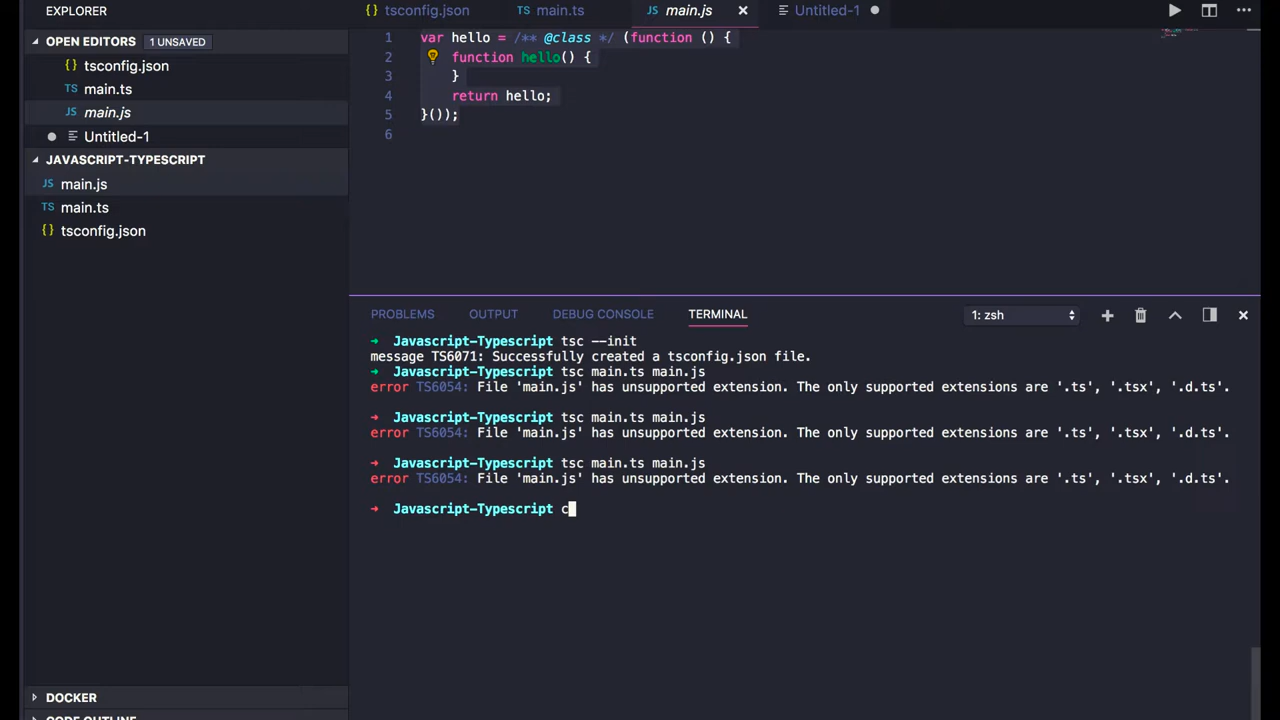 EXPLORER
OPEN EDITORS 1 UNSAVED
{ } tsconfig.json
TS main.ts
JS main.js
Untitled-1
JAVASCRIPT-TYPESCRIPT
JS main.js
TS main.ts
{ } tsconfig.json
DOCKER
CODE OUTLINE
{ } tsconfig.json TS main.ts JS main.js Untitled-1
1 var hello = /** @class */ (function () {
2 function hello() {
3 }
4 return hello;
5 }());
6
PROBLEMS OUTPUT DEBUG CONSOLE TERMINAL 1: zsh
➜ Javascript-Typescript tsc --init
message TS6071: Successfully created a tsconfig.json file.
➜ Javascript-Typescript tsc main.ts main.js
error TS6054: File 'main.js' has unsupported extension. The only supported extensions are '.ts', '.tsx', '.d.ts'.
➜ Javascript-Typescript tsc main.ts main.js
error TS6054: File 'main.js' has unsupported extension. The only supported extensions are '.ts', '.tsx', '.d.ts'.
➜ Javascript-Typescript tsc main.ts main.js
error TS6054: File 'main.js' has unsupported extension. The only supported extensions are '.ts', '.tsx', '.d.ts'.
➜ Javascript-Typescript c